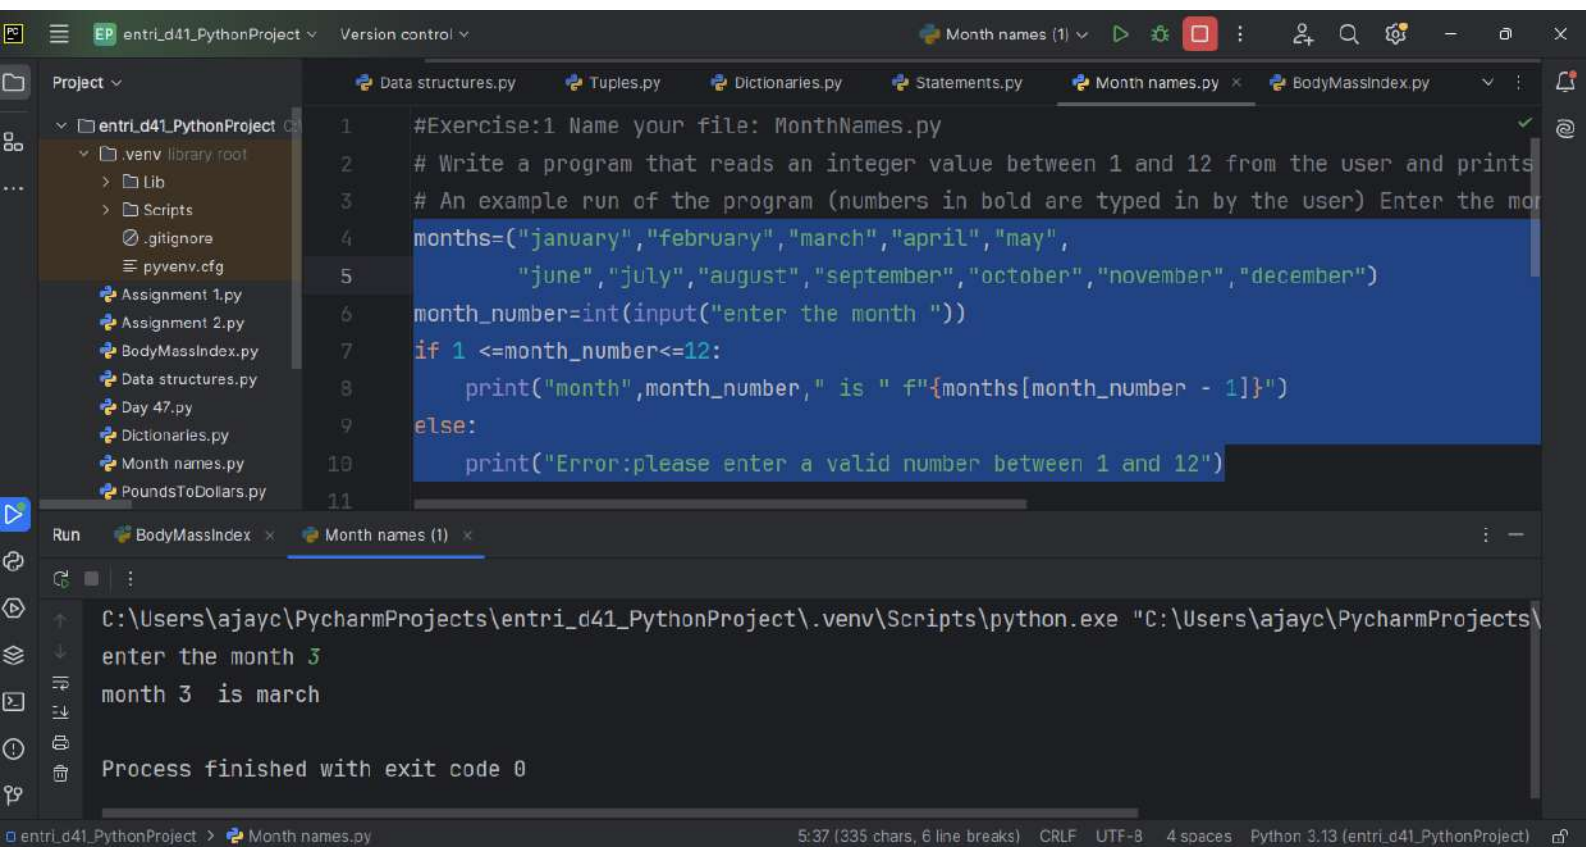 PC EP entri_d41_PythonProject Version control Month names (1)
Project Data structures.py Tuples.py Dictionaries.py Statements.py Month names.py BodyMassIndex.py
entri_d41_PythonProject
.venv library root
Lib
Scripts
.gitignore
pyvenv.cfg
Assignment 1.py
Assignment 2.py
BodyMassIndex.py
Data structures.py
Day 47.py
Dictionaries.py
Month names.py
PoundsToDollars.py
1 #Exercise:1 Name your file: MonthNames.py
2 # Write a program that reads an integer value between 1 and 12 from the user and prints
3 # An example run of the program (numbers in bold are typed in by the user) Enter the mon
4 months=("january","february","march","april","may",
5 "june","july","august","september","october","november","december")
6 month_number=int(input("enter the month "))
7 if 1 <=month_number<=12:
8 print("month",month_number," is " f"{months[month_number - 1]}")
9 else:
10 print("Error:please enter a valid number between 1 and 12")
11
Run BodyMassIndex Month names (1)
C:\Users\ajayc\PycharmProjects\entri_d41_PythonProject\.venv\Scripts\python.exe "C:\Users\ajayc\PycharmProjects\
enter the month 3
month 3  is march
Process finished with exit code 0
entri_d41_PythonProject > Month names.py 5:37 (335 chars, 6 line breaks) CRLF UTF-8 4 spaces Python 3.13 (entri_d41_PythonProject)